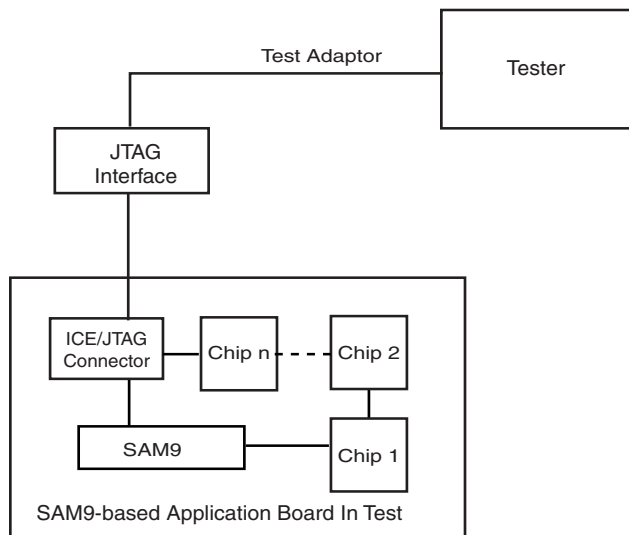 Test Adaptor
Tester
JTAG
Interface
ICE/JTAG
Connector
Chip n
Chip 2
SAM9
Chip 1
SAM9-based Application Board In Test